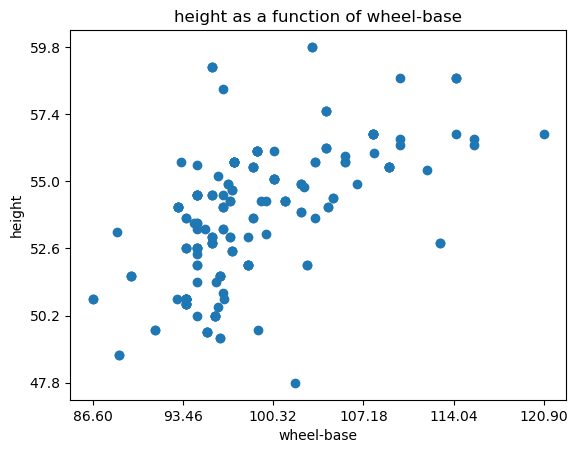 height as a function of wheel-base
59.8
57.4
55.0
52.6
50.2
47.8
height
86.60 93.46 100.32 107.18 114.04 120.90
wheel-base